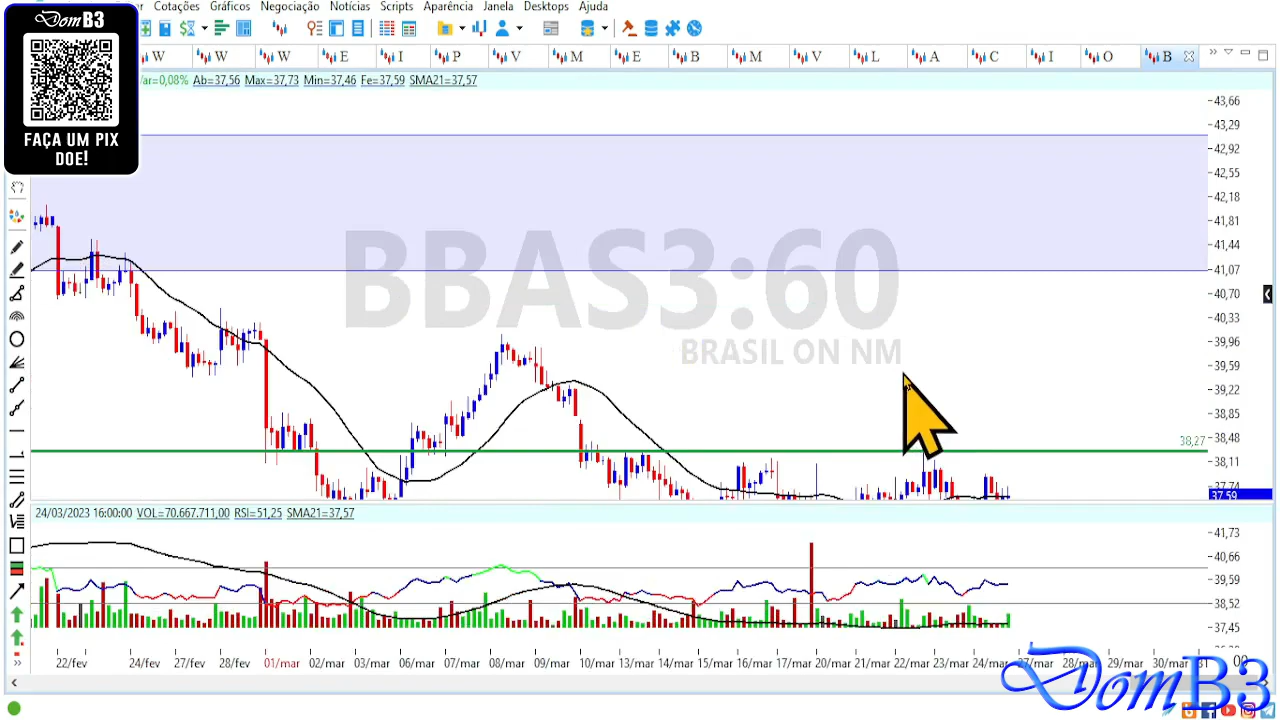 Cotações Gráficos Negociação Notícias Scripts Aparência Janela Desktops Ajuda
DomB3
FAÇA UM PIX
DOE!
W W W E I P V M E B M V L A C I O B
Var=0,08% Ab=37,56 Max=37,73 Min=37,46 Fe=37,59 SMA21=37,57
BBAS3:60
BRASIL ON NM
43,66
43,29
42,92
42,55
42,18
41,81
41,44
41,07
40,70
40,33
39,96
39,59
39,22
38,85
38,27
38,48
38,11
37,74
37,59
24/03/2023 16:00:00 VOL=70.667.711,00 RSI=51,25 SMA21=37,57
41,73
40,66
39,59
38,52
37,45
22/fev 24/fev 27/fev 28/fev 01/mar 02/mar 03/mar 06/mar 07/mar 08/mar 09/mar 10/mar 13/mar 14/mar 15/mar 16/mar 17/mar 20/mar 21/mar 22/mar 23/mar 24/mar 27/mar 28/mar 29/mar 30/mar 31
DomB3